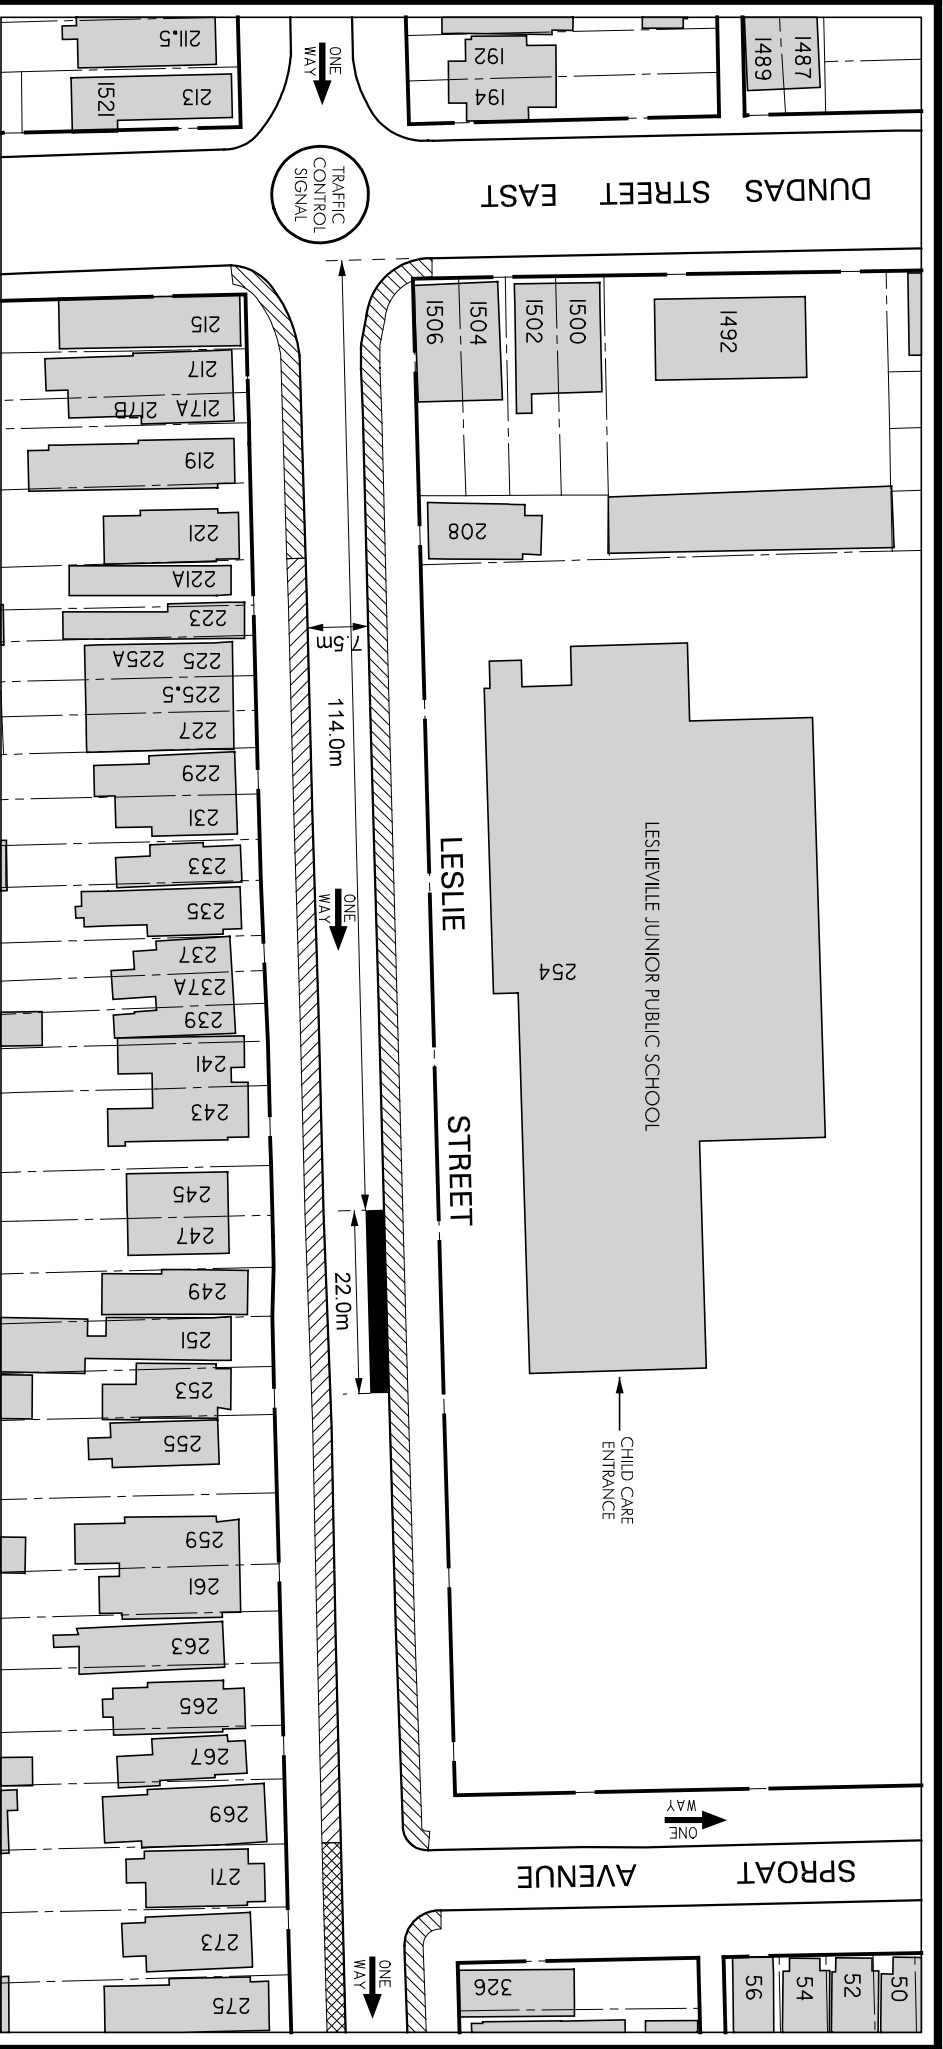 211.5
213
1521
ONE
WAY
192
194
1487
1489
TRAFFIC
CONTROL
SIGNAL
DUNDAS STREET EAST
215
217
217A 217B
219
221
221A
223
225 225A
225.5
227
229
231
233
235
237
237A
239
241
243
245
247
249
251
253
255
259
261
263
265
267
269
271
273
275
1506
1504
1502
1500
1492
208
7.5m
114.0m
ONE
WAY
LESLIE STREET
254
LESLIEVILLE JUNIOR PUBLIC SCHOOL
22.0m
CHILD CARE
ENTRANCE
ONE
WAY
SPROAT AVENUE
ONE
WAY
326
56
54
52
50